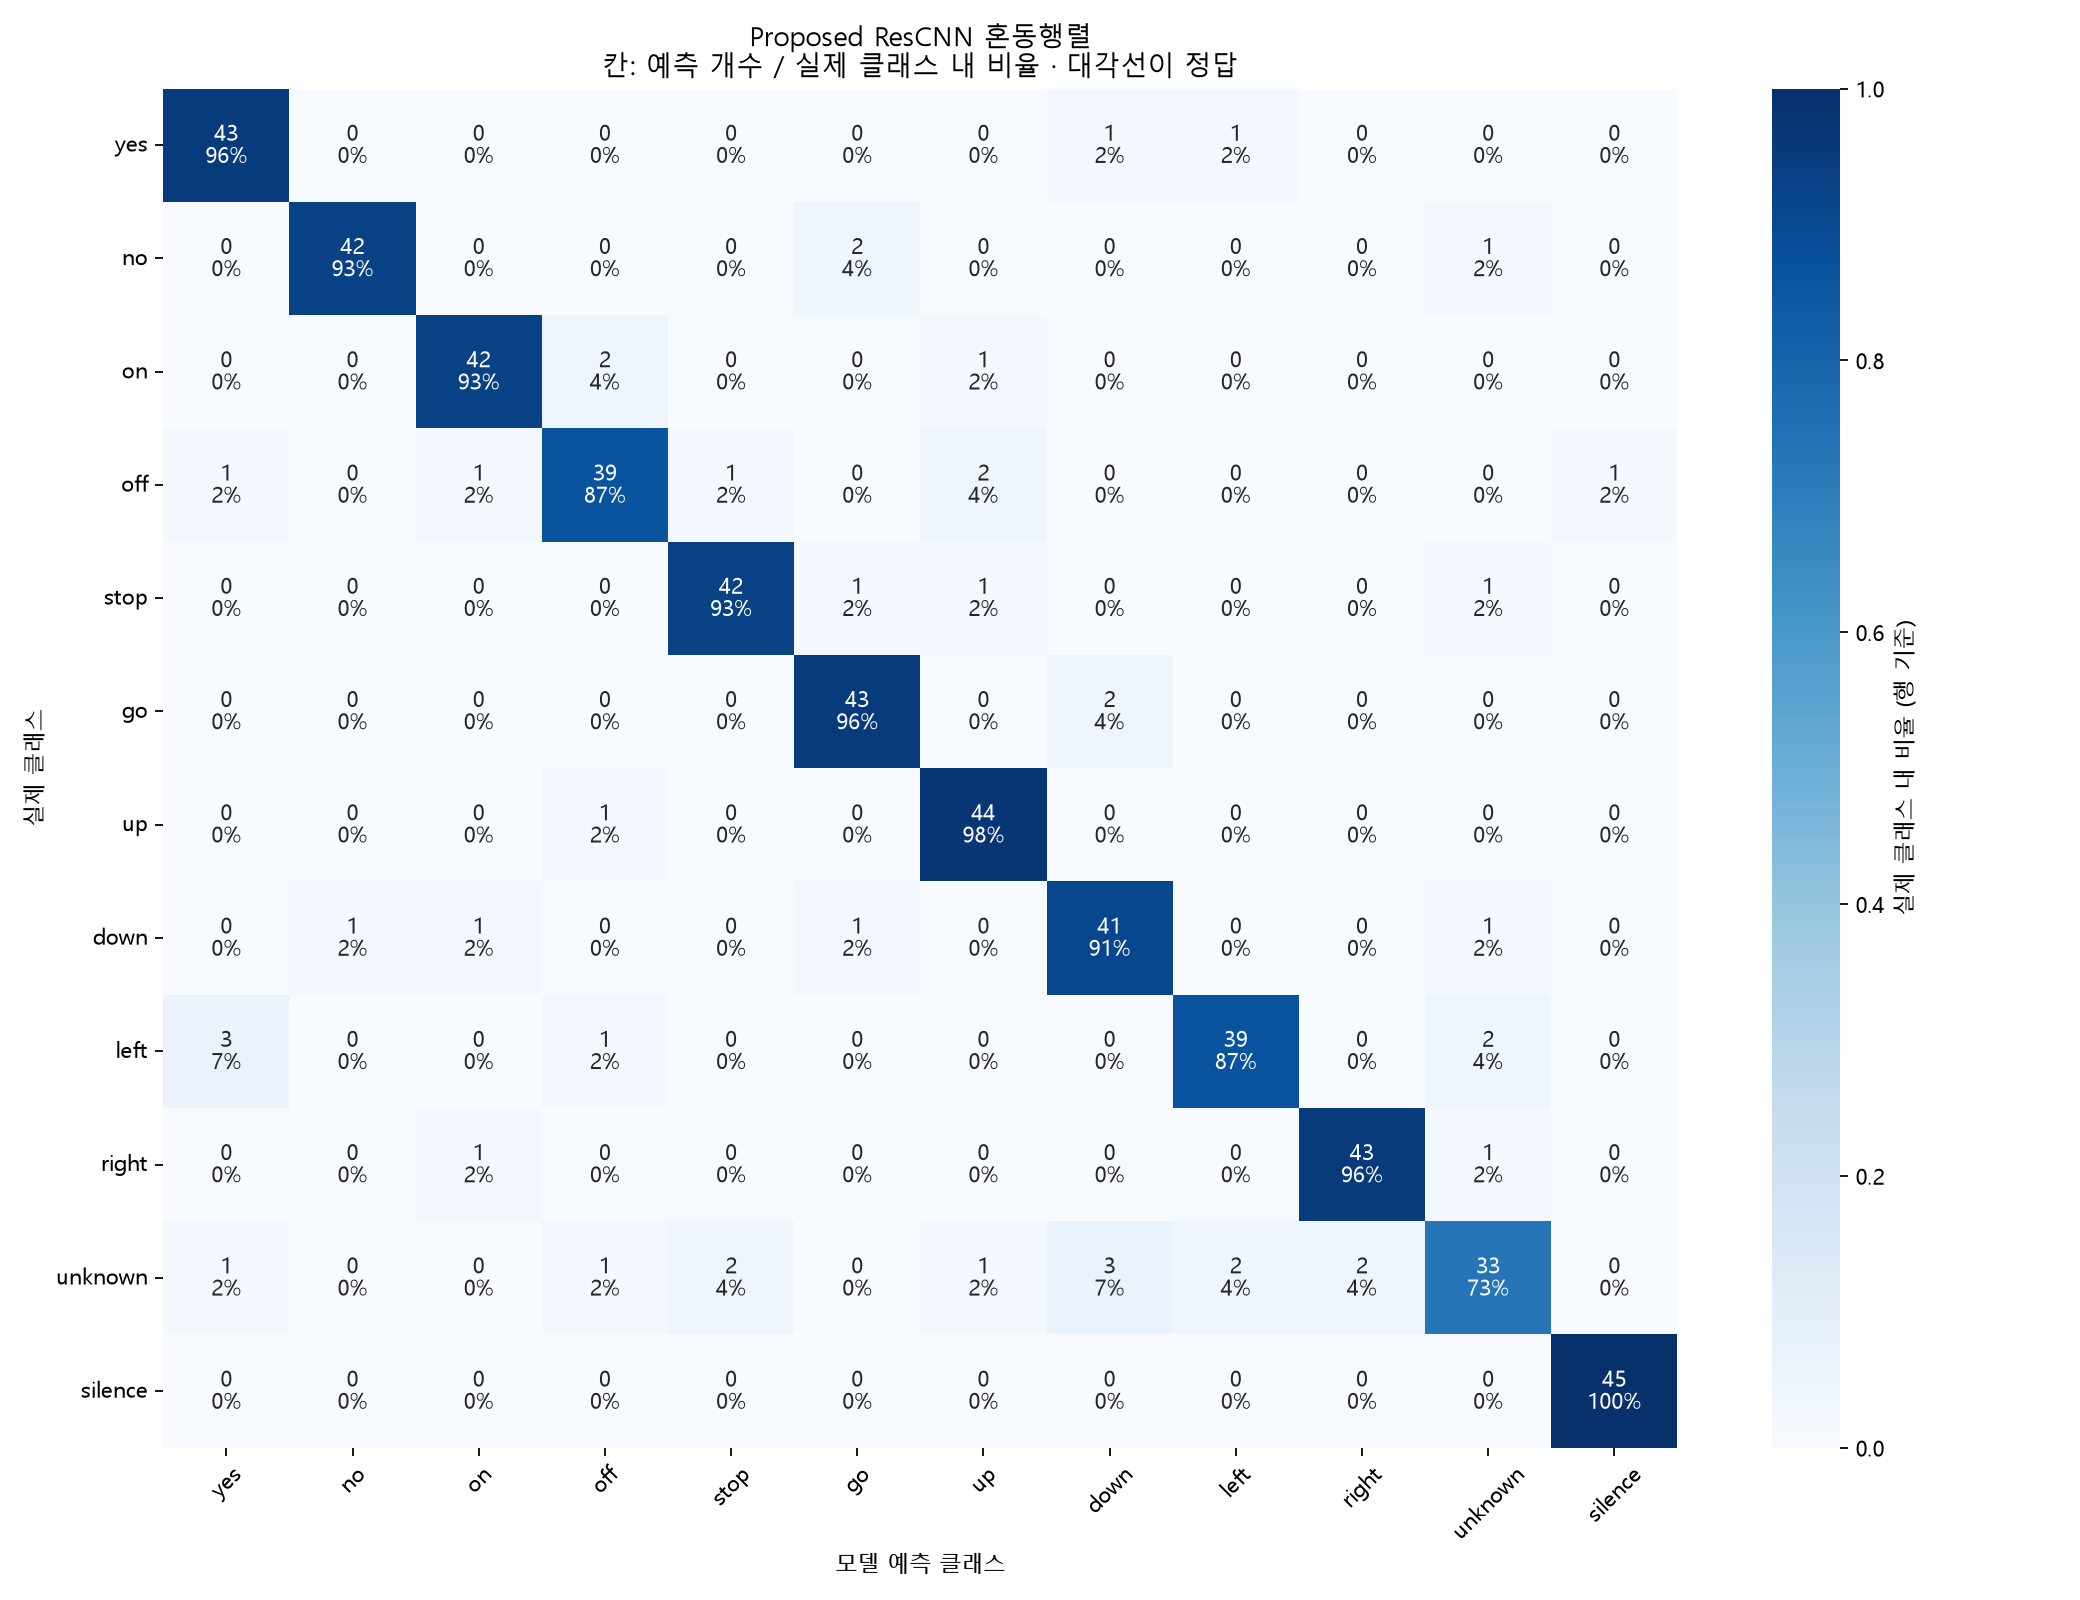 Proposed ResCNN 혼동행렬
칸: 예측 개수 / 실제 클래스 내 비율 · 대각선이 정답
yes 43 0 0 0 0 0 0 1 1 0 0 0
96% 0% 0% 0% 0% 0% 0% 2% 2% 0% 0% 0%
no 0 42 0 0 0 2 0 0 0 0 1 0
0% 93% 0% 0% 0% 4% 0% 0% 0% 0% 2% 0%
on 0 0 42 2 0 0 1 0 0 0 0 0
0% 0% 93% 4% 0% 0% 2% 0% 0% 0% 0% 0%
off 1 0 1 39 1 0 2 0 0 0 0 1
2% 0% 2% 87% 2% 0% 4% 0% 0% 0% 0% 2%
stop 0 0 0 0 42 1 1 0 0 0 1 0
0% 0% 0% 0% 93% 2% 2% 0% 0% 0% 2% 0%
go 0 0 0 0 0 43 0 2 0 0 0 0
0% 0% 0% 0% 0% 96% 0% 4% 0% 0% 0% 0%
up 0 0 0 1 0 0 44 0 0 0 0 0
0% 0% 0% 2% 0% 0% 98% 0% 0% 0% 0% 0%
down 0 1 1 0 0 1 0 41 0 0 1 0
0% 2% 2% 0% 0% 2% 0% 91% 0% 0% 2% 0%
left 3 0 0 1 0 0 0 0 39 0 2 0
7% 0% 0% 2% 0% 0% 0% 0% 87% 0% 4% 0%
right 0 0 1 0 0 0 0 0 0 43 1 0
0% 0% 2% 0% 0% 0% 0% 0% 0% 96% 2% 0%
unknown 1 0 0 1 2 0 1 3 2 2 33 0
2% 0% 0% 2% 4% 0% 2% 7% 4% 4% 73% 0%
silence 0 0 0 0 0 0 0 0 0 0 0 45
0% 0% 0% 0% 0% 0% 0% 0% 0% 0% 0% 100%
yes no on off stop go up down left right unknown silence
모델 예측 클래스
실제 클래스
1.0
0.8
0.6
0.4
0.2
0.0
실제 클래스 내 비율 (행 기준)